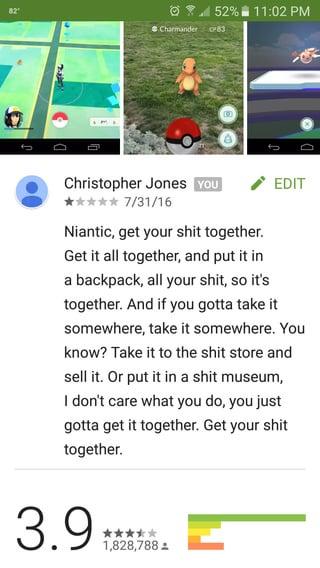 82°
52% 11:02 PM
Charmander CP83
Christopher Jones YOU EDIT
7/31/16
Niantic, get your shit together.
Get it all together, and put it in
a backpack, all your shit, so it's
together. And if you gotta take it
somewhere, take it somewhere. You
know? Take it to the shit store and
sell it. Or put it in a shit museum,
I don't care what you do, you just
gotta get it together. Get your shit
together.
3.9
1,828,788